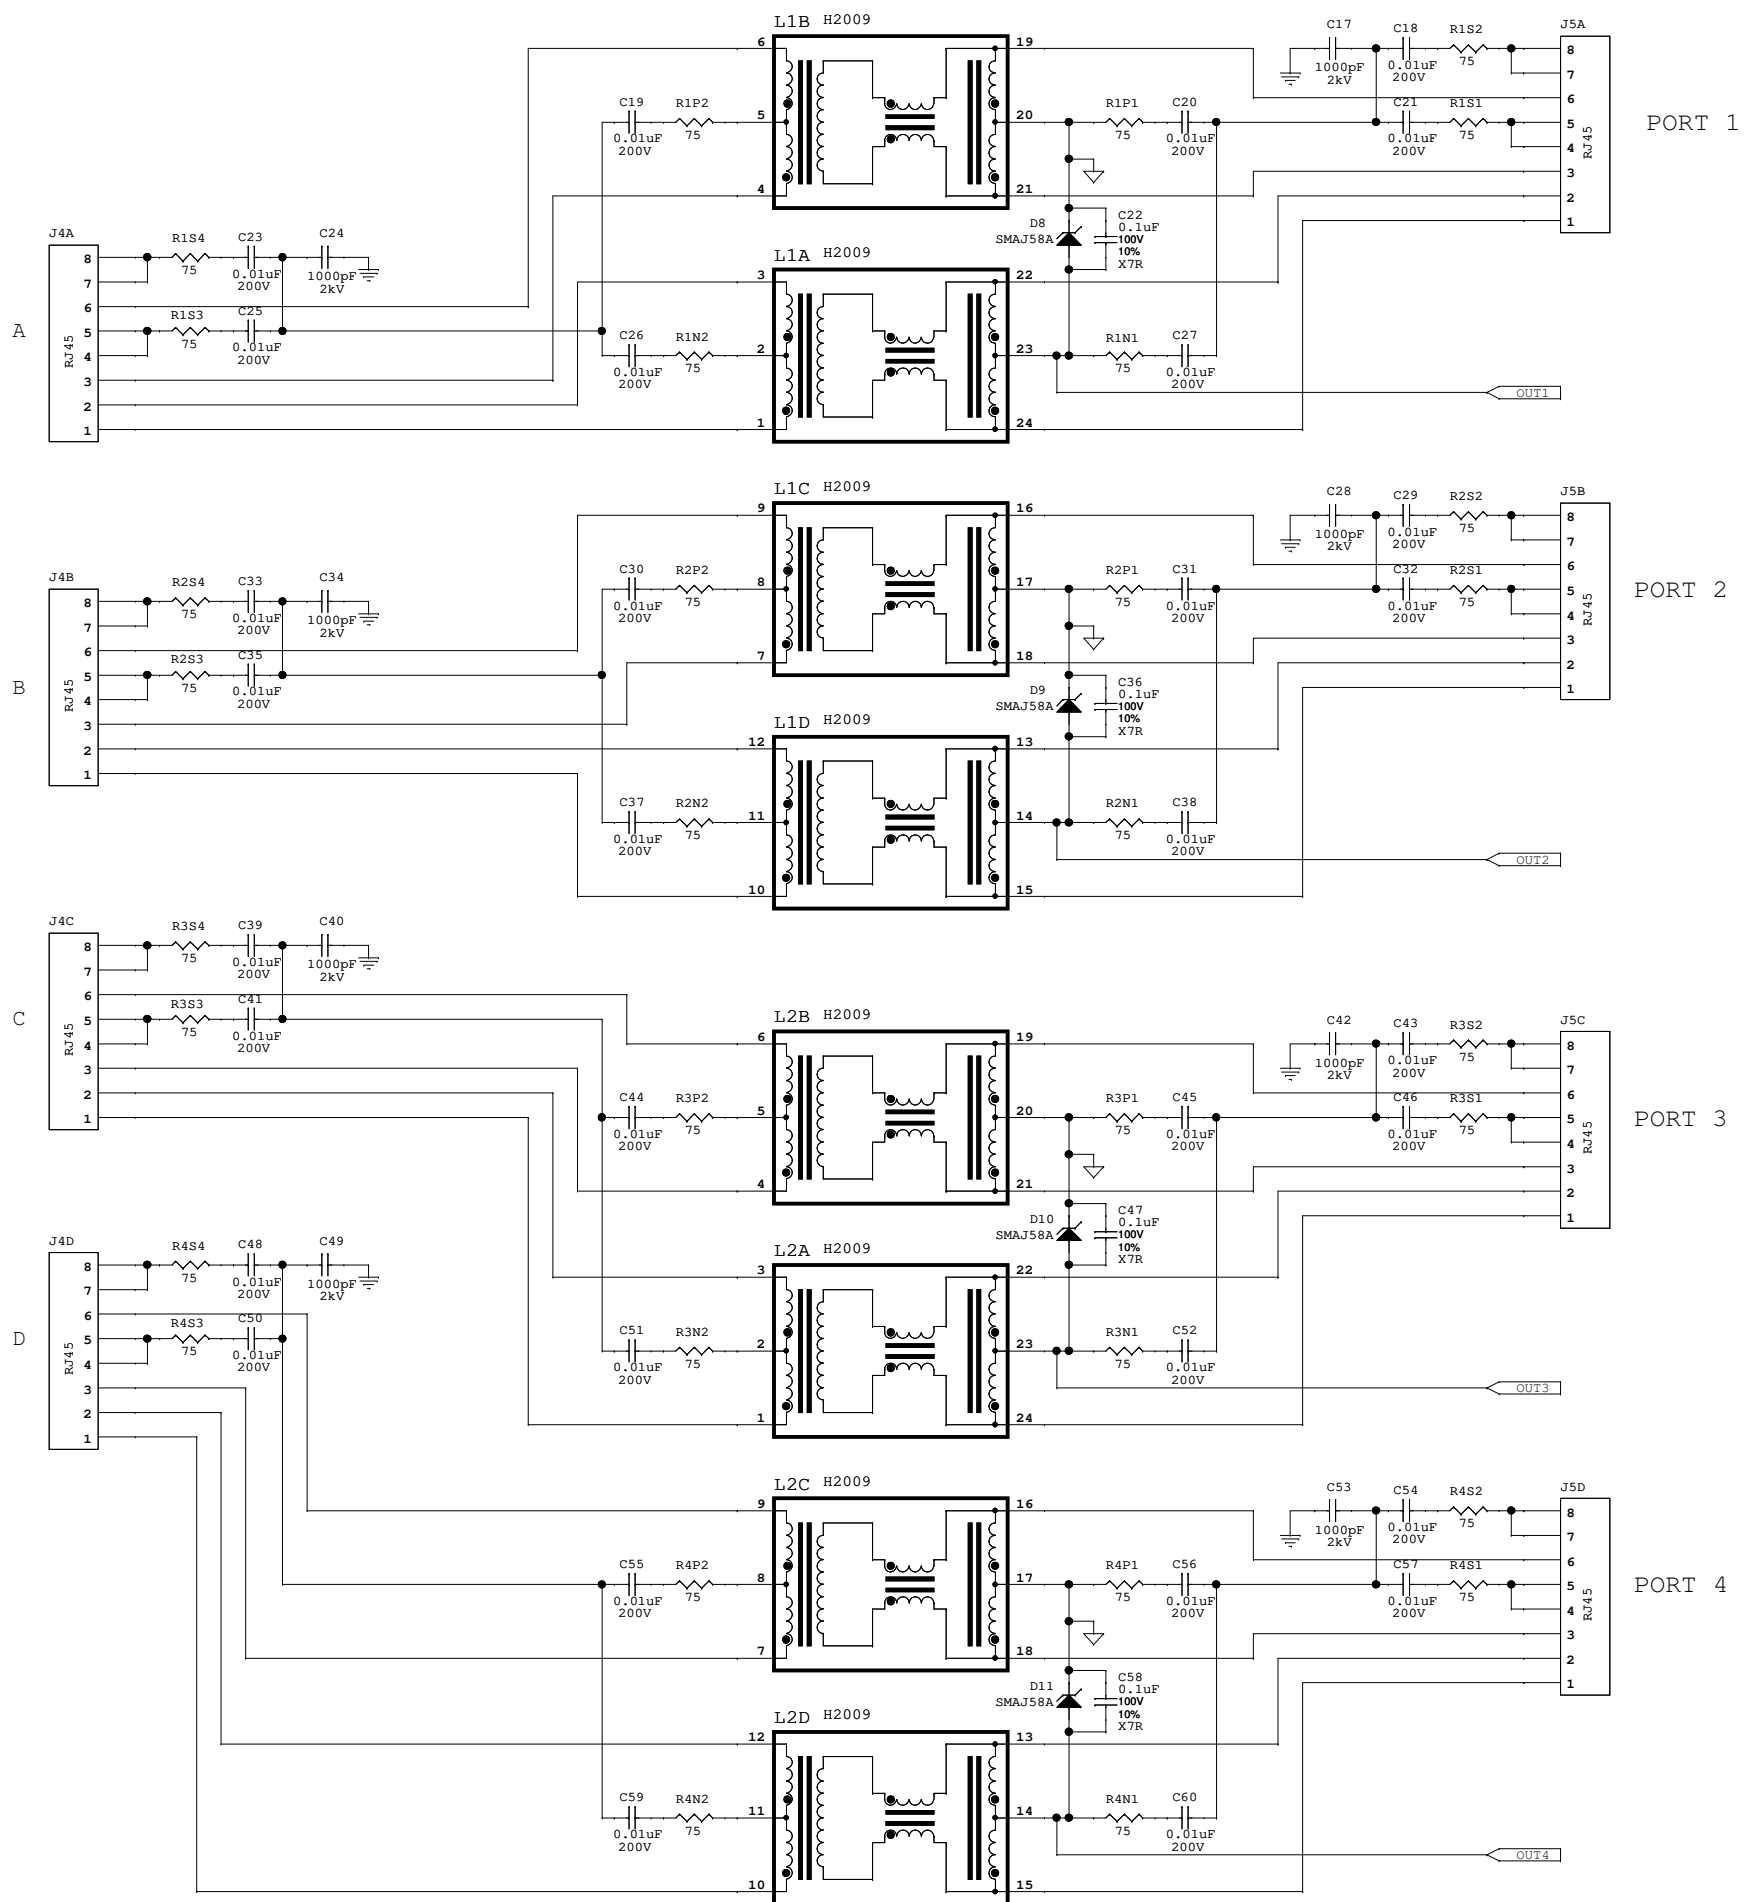 L1B H2009
6
5
4
19
20
21
C19
0.01uF
200V
R1P2
75
R1P1
75
C20
0.01uF
200V
C17
1000pF
2kV
C18
0.01uF
200V
R1S2
75
C21
0.01uF
200V
R1S1
75
J5A
8
7
6
5
4
3
2
1
RJ45
PORT 1
D8
SMAJ58A
C22
0.1uF
100V
10%
X7R
A
J4A
8
7
6
5
4
3
2
1
RJ45
R1S4
75
C23
0.01uF
200V
C24
1000pF
2kV
R1S3
75
C25
0.01uF
200V
L1A H2009
3
2
1
22
23
24
C26
0.01uF
200V
R1N2
75
R1N1
75
C27
0.01uF
200V
OUT1
L1C H2009
9
8
7
16
17
18
C30
0.01uF
200V
R2P2
75
R2P1
75
C31
0.01uF
200V
C28
1000pF
2kV
C29
0.01uF
200V
R2S2
75
C32
0.01uF
200V
R2S1
75
J5B
8
7
6
5
4
3
2
1
RJ45
PORT 2
D9
SMAJ58A
C36
0.1uF
100V
10%
X7R
B
J4B
8
7
6
5
4
3
2
1
RJ45
R2S4
75
C33
0.01uF
200V
C34
1000pF
2kV
R2S3
75
C35
0.01uF
200V
L1D H2009
12
11
10
13
14
15
C37
0.01uF
200V
R2N2
75
R2N1
75
C38
0.01uF
200V
OUT2
C
J4C
8
7
6
5
4
3
2
1
RJ45
R3S4
75
C39
0.01uF
200V
C40
1000pF
2kV
R3S3
75
C41
0.01uF
200V
L2B H2009
6
5
4
19
20
21
C44
0.01uF
200V
R3P2
75
R3P1
75
C45
0.01uF
200V
C42
1000pF
2kV
C43
0.01uF
200V
R3S2
75
C46
0.01uF
200V
R3S1
75
J5C
8
7
6
5
4
3
2
1
RJ45
PORT 3
D10
SMAJ58A
C47
0.1uF
100V
10%
X7R
D
J4D
8
7
6
5
4
3
2
1
RJ45
R4S4
75
C48
0.01uF
200V
C49
1000pF
2kV
R4S3
75
C50
0.01uF
200V
L2A H2009
3
2
1
22
23
24
C51
0.01uF
200V
R3N2
75
R3N1
75
C52
0.01uF
200V
OUT3
L2C H2009
9
8
7
16
17
18
C55
0.01uF
200V
R4P2
75
R4P1
75
C56
0.01uF
200V
C53
1000pF
2kV
C54
0.01uF
200V
R4S2
75
C57
0.01uF
200V
R4S1
75
J5D
8
7
6
5
4
3
2
1
RJ45
PORT 4
D11
SMAJ58A
C58
0.1uF
100V
10%
X7R
L2D H2009
12
11
10
13
14
15
C59
0.01uF
200V
R4N2
75
R4N1
75
C60
0.01uF
200V
OUT4